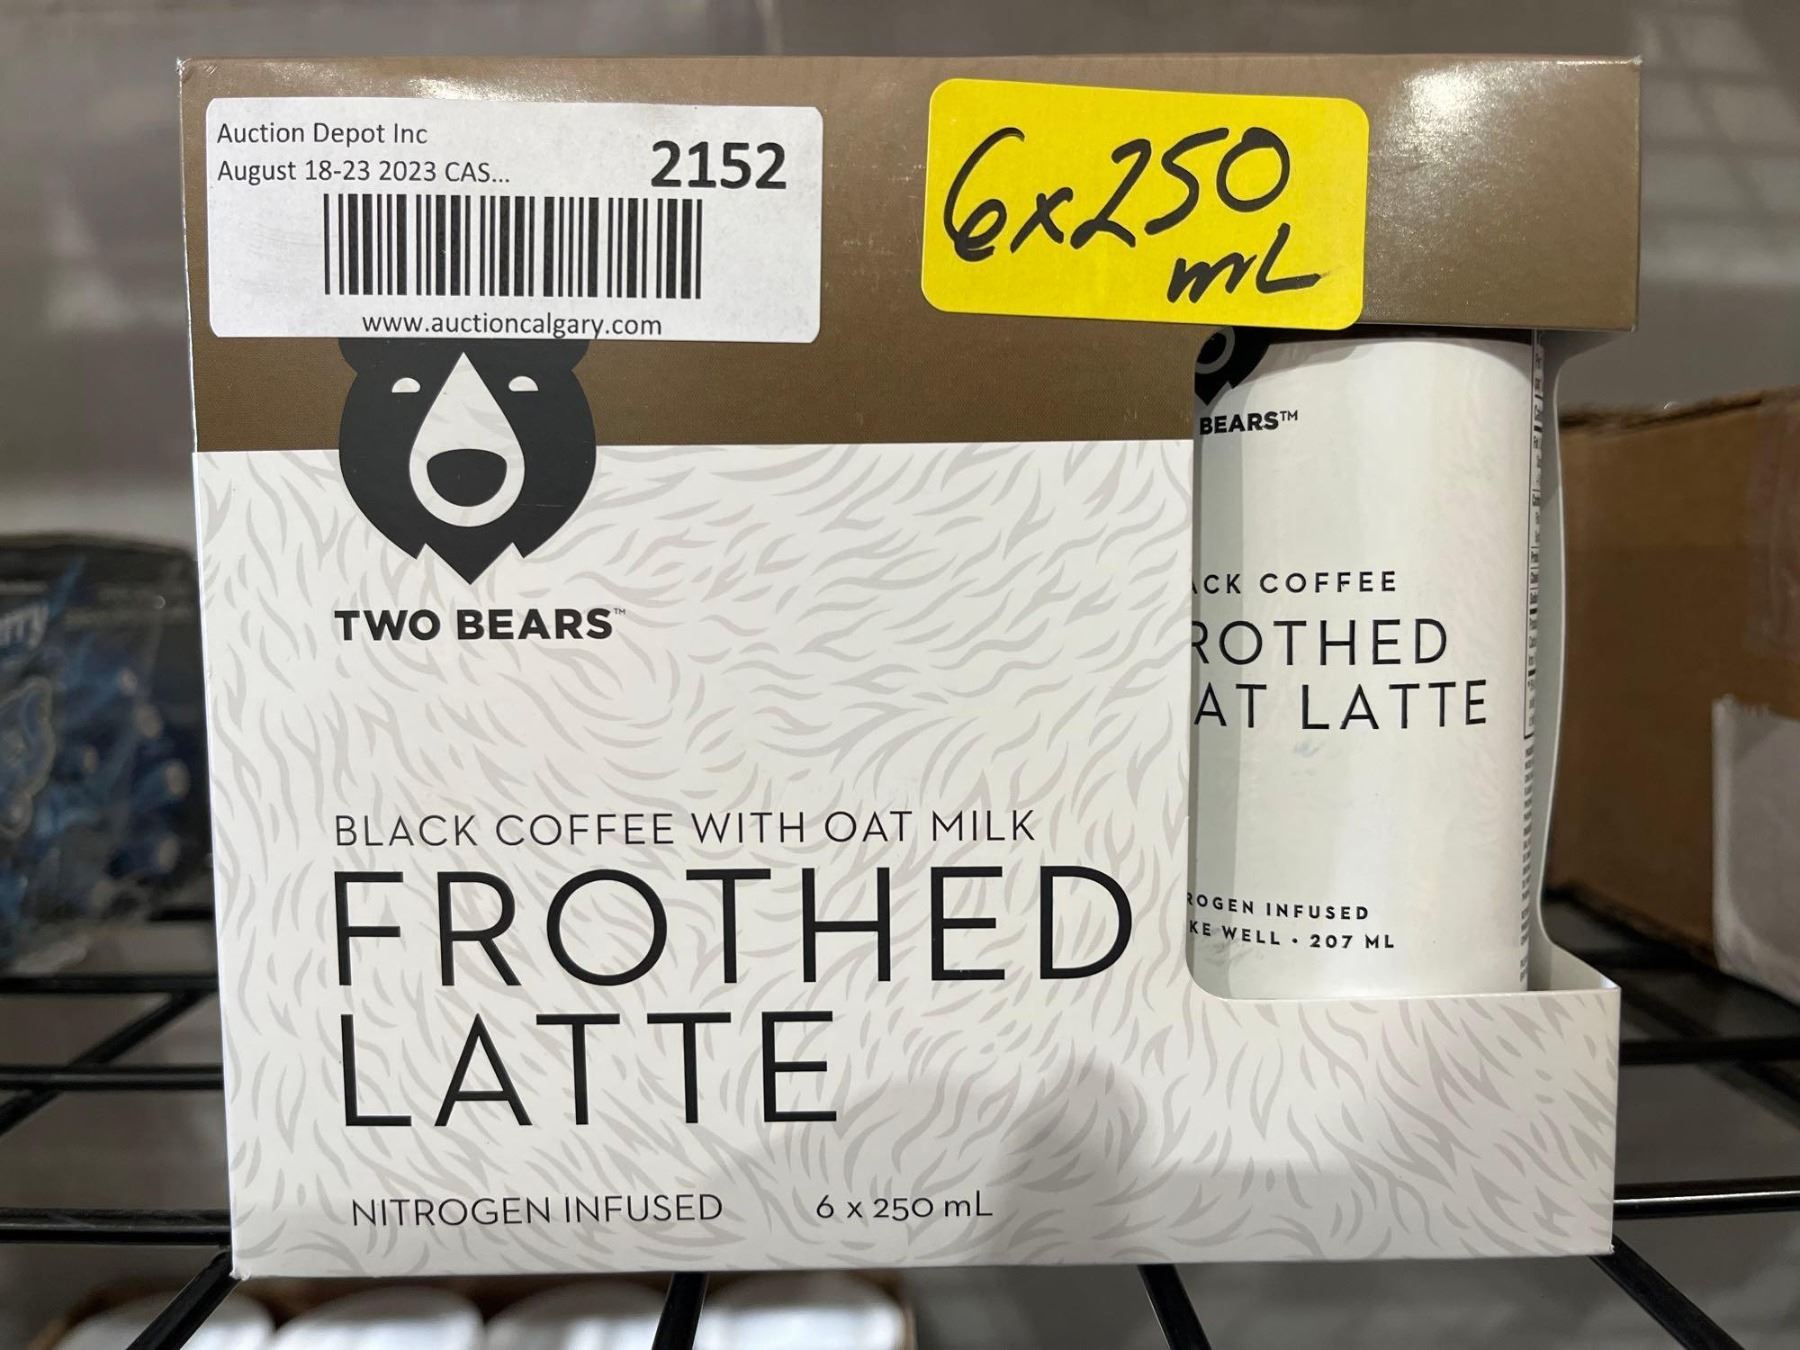 Auction Depot Inc
August 18-23 2023 CAS...
2152
www.auctioncalgary.com
6x250
mL
TWO BEARS™
BLACK COFFEE WITH OAT MILK
FROTHED
LATTE
NITROGEN INFUSED
6 x 250 mL
BEARS™
ACK COFFEE
ROTHED
AT LATTE
ROGEN INFUSED
KE WELL • 207 ML